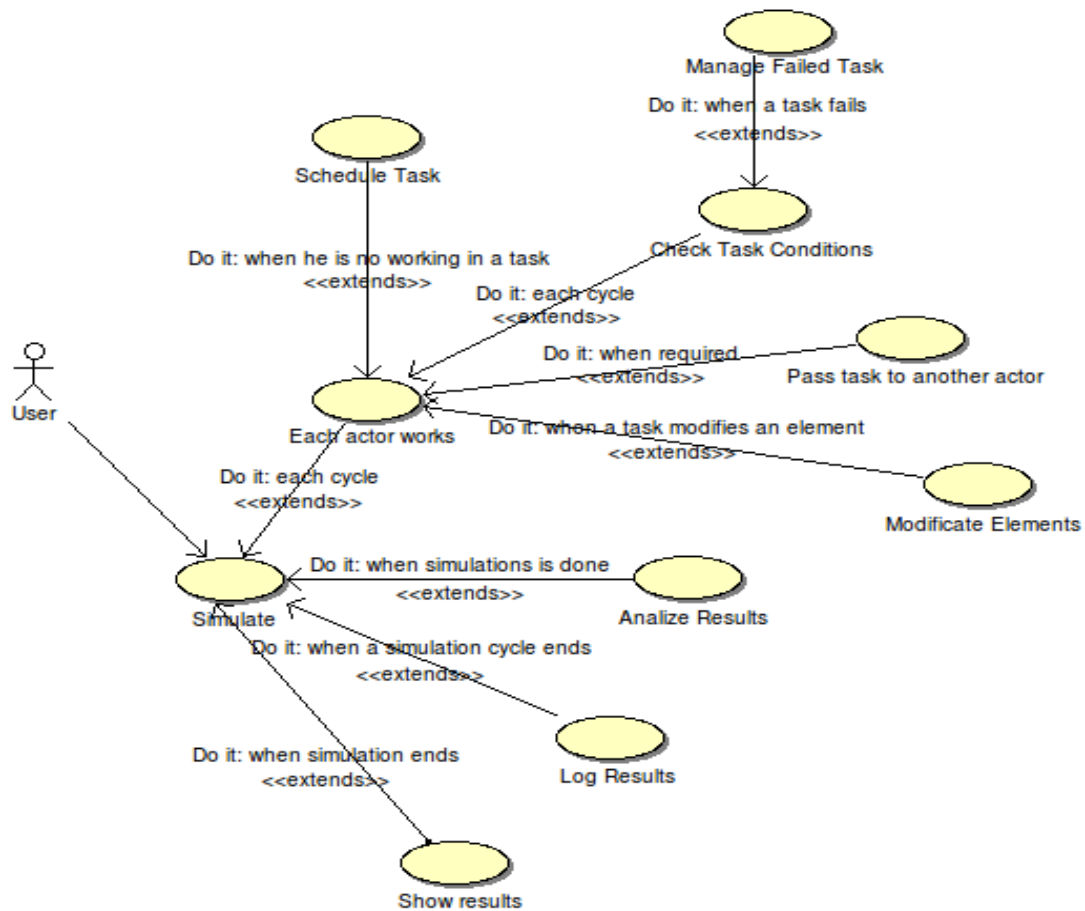 Manage Failed Task
Do it: when a task fails
<<extends>>
Schedule Task
Check Task Conditions
Do it: when he is no working in a task
<<extends>>
Do it: each cycle
<<extends>>
Do it: when required
<<extends>>
Pass task to another actor
User
Each actor works
Do it: when a task modifies an element
<<extends>>
Do it: each cycle
<<extends>>
Modificate Elements
Do it: when simulations is done
<<extends>>
Simulate
Analize Results
Do it: when a simulation cycle ends
<<extends>>
Do it: when simulation ends
<<extends>>
Log Results
Show results